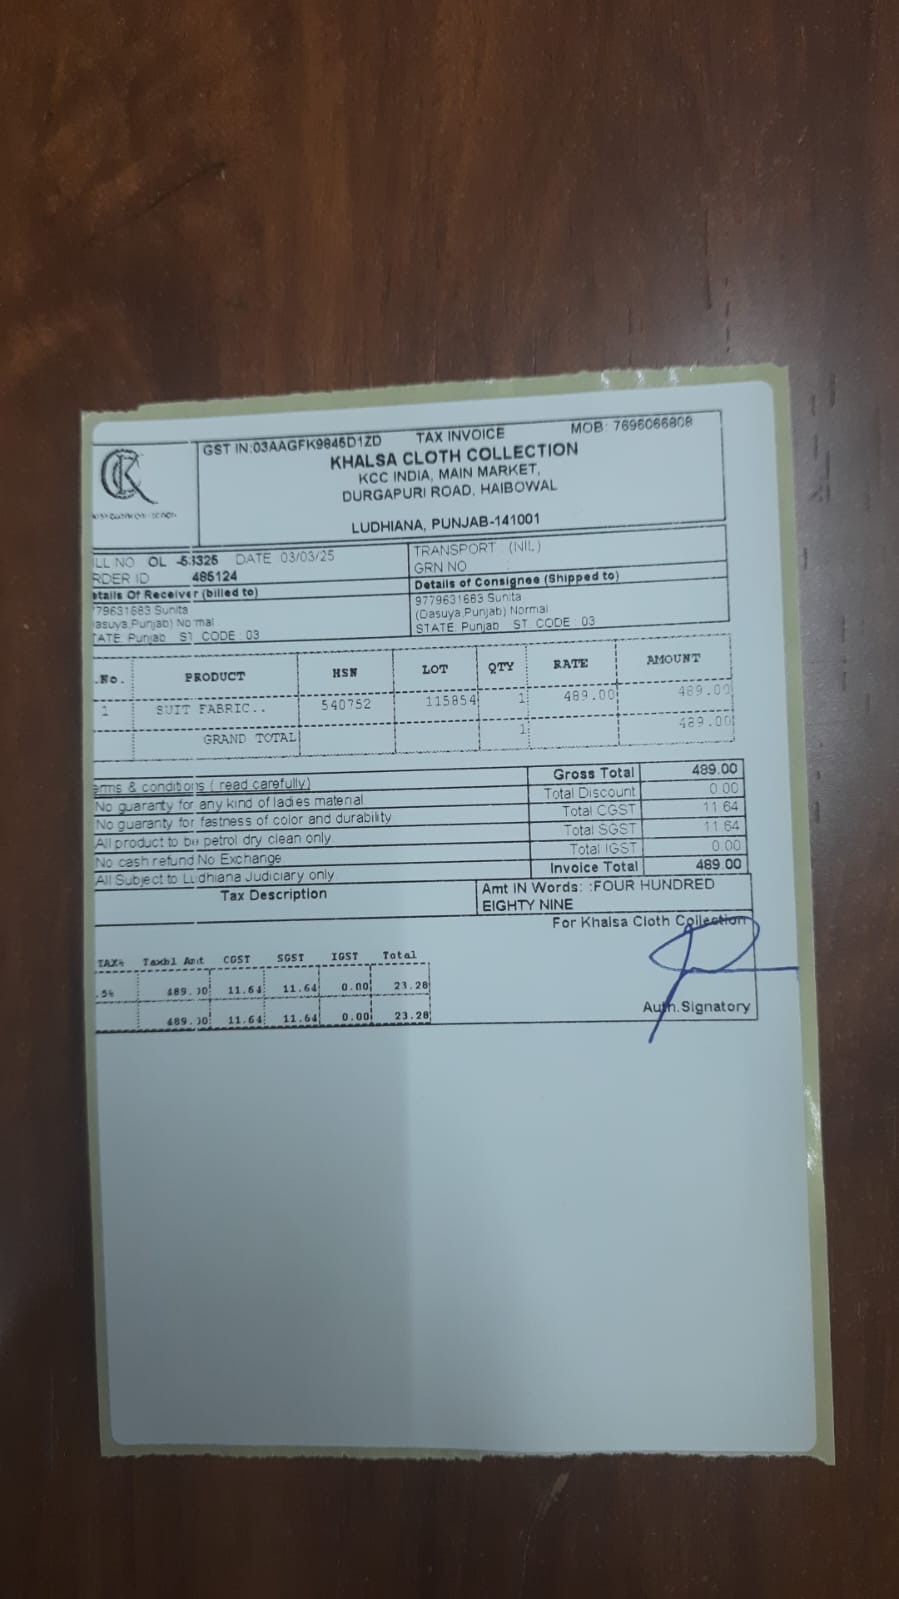 GST IN:03AAGFK9845D1ZD TAX INVOICE MOB: 7696066808
KHALSA CLOTH COLLECTION
KCC INDIA, MAIN MARKET,
DURGAPURI ROAD, HAIBOWAL
LUDHIANA, PUNJAB-141001
LL NO OL -53325 DATE 03/03/25
RDER ID 485124
TRANSPORT (NIL)
GRN NO
etails Of Receiver (billed to)
779631683 Sunita
asuya,Punjab) Normal
TATE Punjab ST CODE : 03
Details of Consignee (Shipped to)
9779631683 Sunita
(Dasuya,Punjab) Normal
STATE Punjab ST CODE : 03
.No. PRODUCT HSN LOT QTY RATE AMOUNT
1 SUIT FABRIC.. 540752 115854 1 489.00 489.00
GRAND TOTAL 1 489.00
erms & conditions ( read carefully)
No guaranty for any kind of ladies material
No guaranty for fastness of color and durability
All product to be petrol dry clean only
No cash refund No Exchange
All Subject to Ludhiana Judiciary only
Gross Total 489.00
Total Discount 0.00
Total CGST 11.64
Total SGST 11.64
Total IGST 0.00
Invoice Total 489.00
Tax Description
Amt IN Words: :FOUR HUNDRED
EIGHTY NINE
For Khalsa Cloth Collection
TAX% Taxbl Amt CGST SGST IGST Total
.5% 489.00 11.64 11.64 0.00 23.28
489.00 11.64 11.64 0.00 23.28
Auth.Signatory